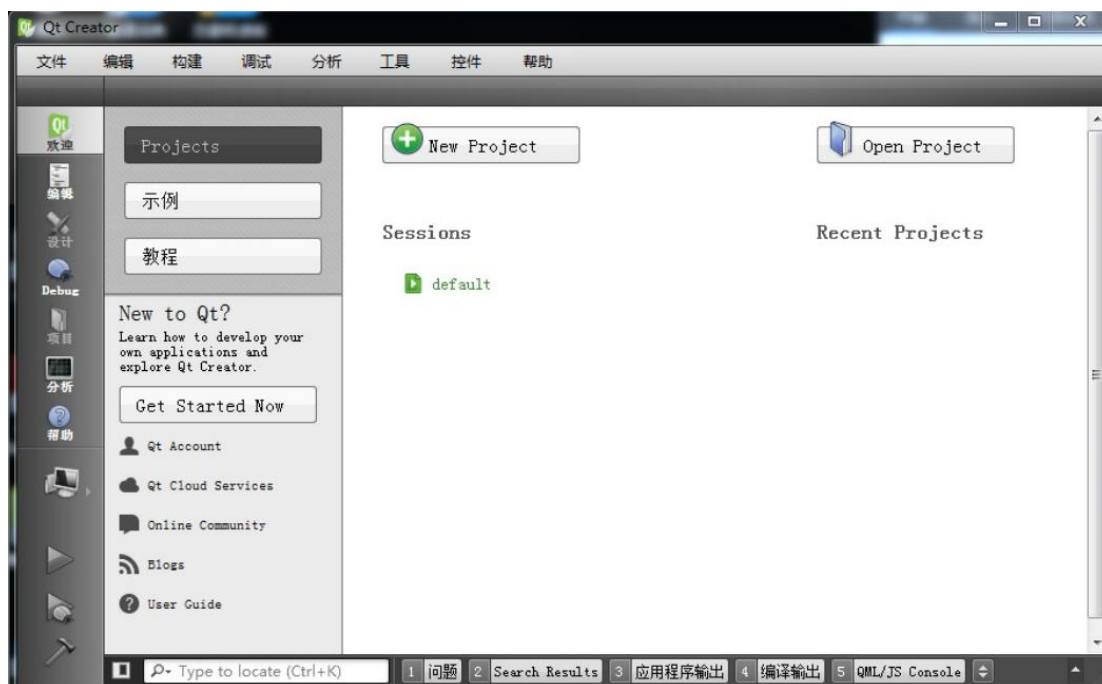 Qt Creator
文件 编辑 构建 调试 分析 工具 控件 帮助
Qt
欢迎
编辑
设计
Debug
项目
分析
帮助
Projects
示例
教程
New to Qt?
Learn how to develop your
own applications and
explore Qt Creator.
Get Started Now
Qt Account
Qt Cloud Services
Online Community
Blogs
User Guide
New Project
Open Project
Sessions
Recent Projects
default
Type to locate (Ctrl+K)
1 问题 2 Search Results 3 应用程序输出 4 编译输出 5 QML/JS Console